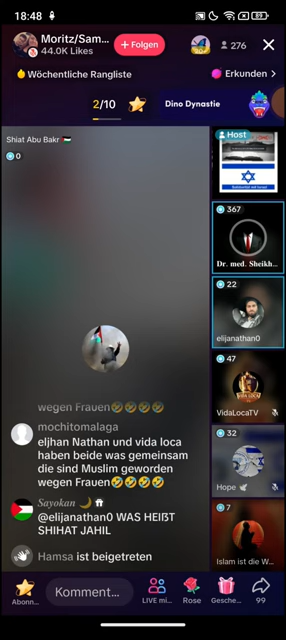 18:48
89
Moritz/Sam...
44.0K Likes
+ Folgen
276
Wöchentliche Rangliste
Erkunden >
2/10
Dino Dynastie
Shiat Abu Bakr
0
Host
367
Dr. med. Sheikh...
22
elijanathan0
47
VIDA LOCA
VidaLocaTV
32
Hope
7
Islam ist die W...
wegen Frauen🤣🤣🤣🤣
mochitomalaga
eljhan Nathan und vida loca
haben beide was gemeinsam
die sind Muslim geworden
wegen Frauen🤣🤣🤣🤣
Sayokan 🌙
@elijanathan0 WAS HEIßT
SHIHAT JAHIL
Hamsa ist beigetreten
Abonn...
Komment...
LIVE mi...
Rose
Gesche...
99